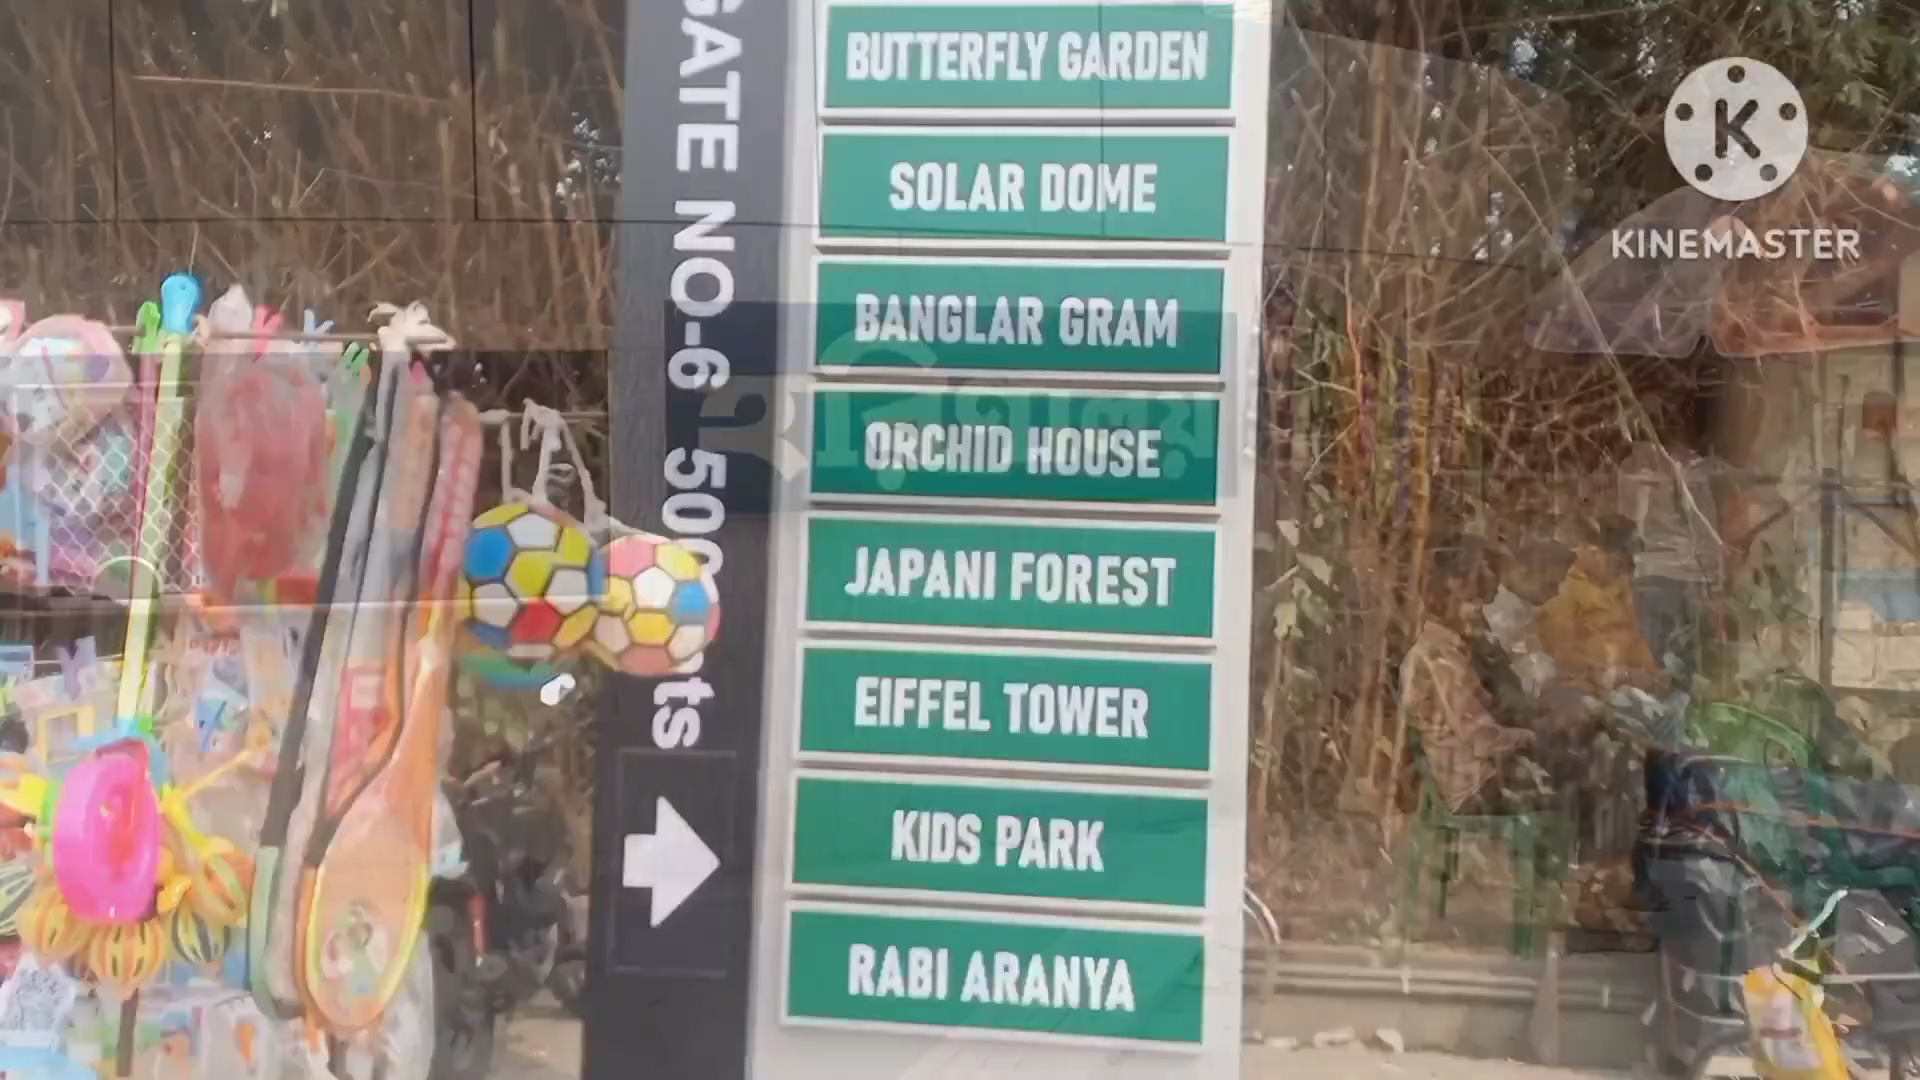 GATE NO-6
BUTTERFLY GARDEN
SOLAR DOME
BANGLAR GRAM
ORCHID HOUSE
JAPANI FOREST
EIFFEL TOWER
KIDS PARK
RABI ARANYA
K
KINEMASTER